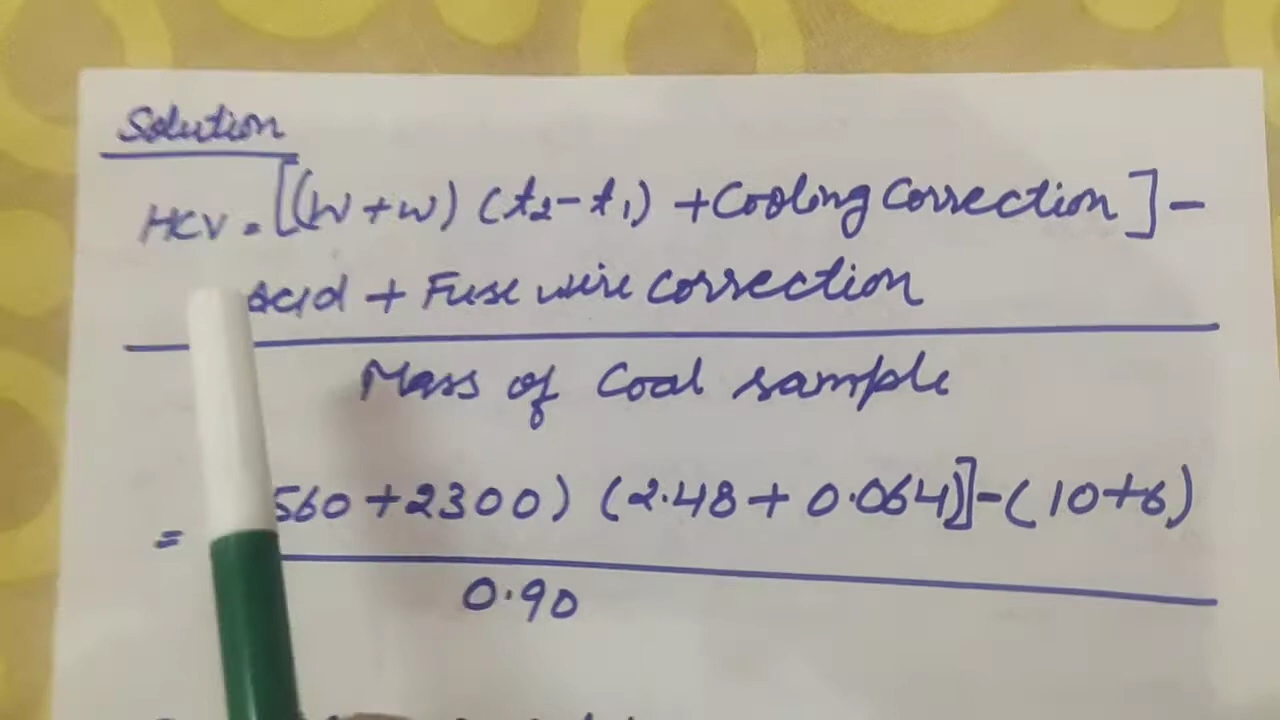 Solution
HCV = [(W+w) (t₂-t₁) + Cooling Correction] -
Acid + Fuse wire correction
Mass of Coal sample
= 560+2300) (2.48 + 0.064)] - (10+6)
0.90